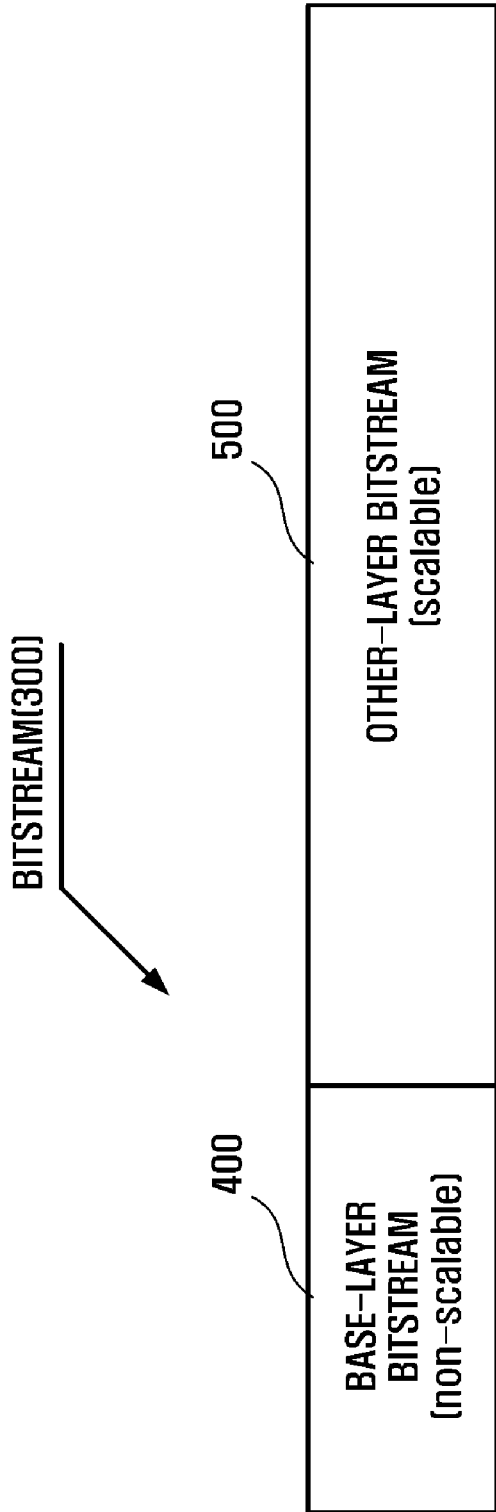 BITSTREAM(300)
400
500
BASE-LAYER
BITSTREAM
(non-scalable)
OTHER-LAYER BITSTREAM
(scalable)